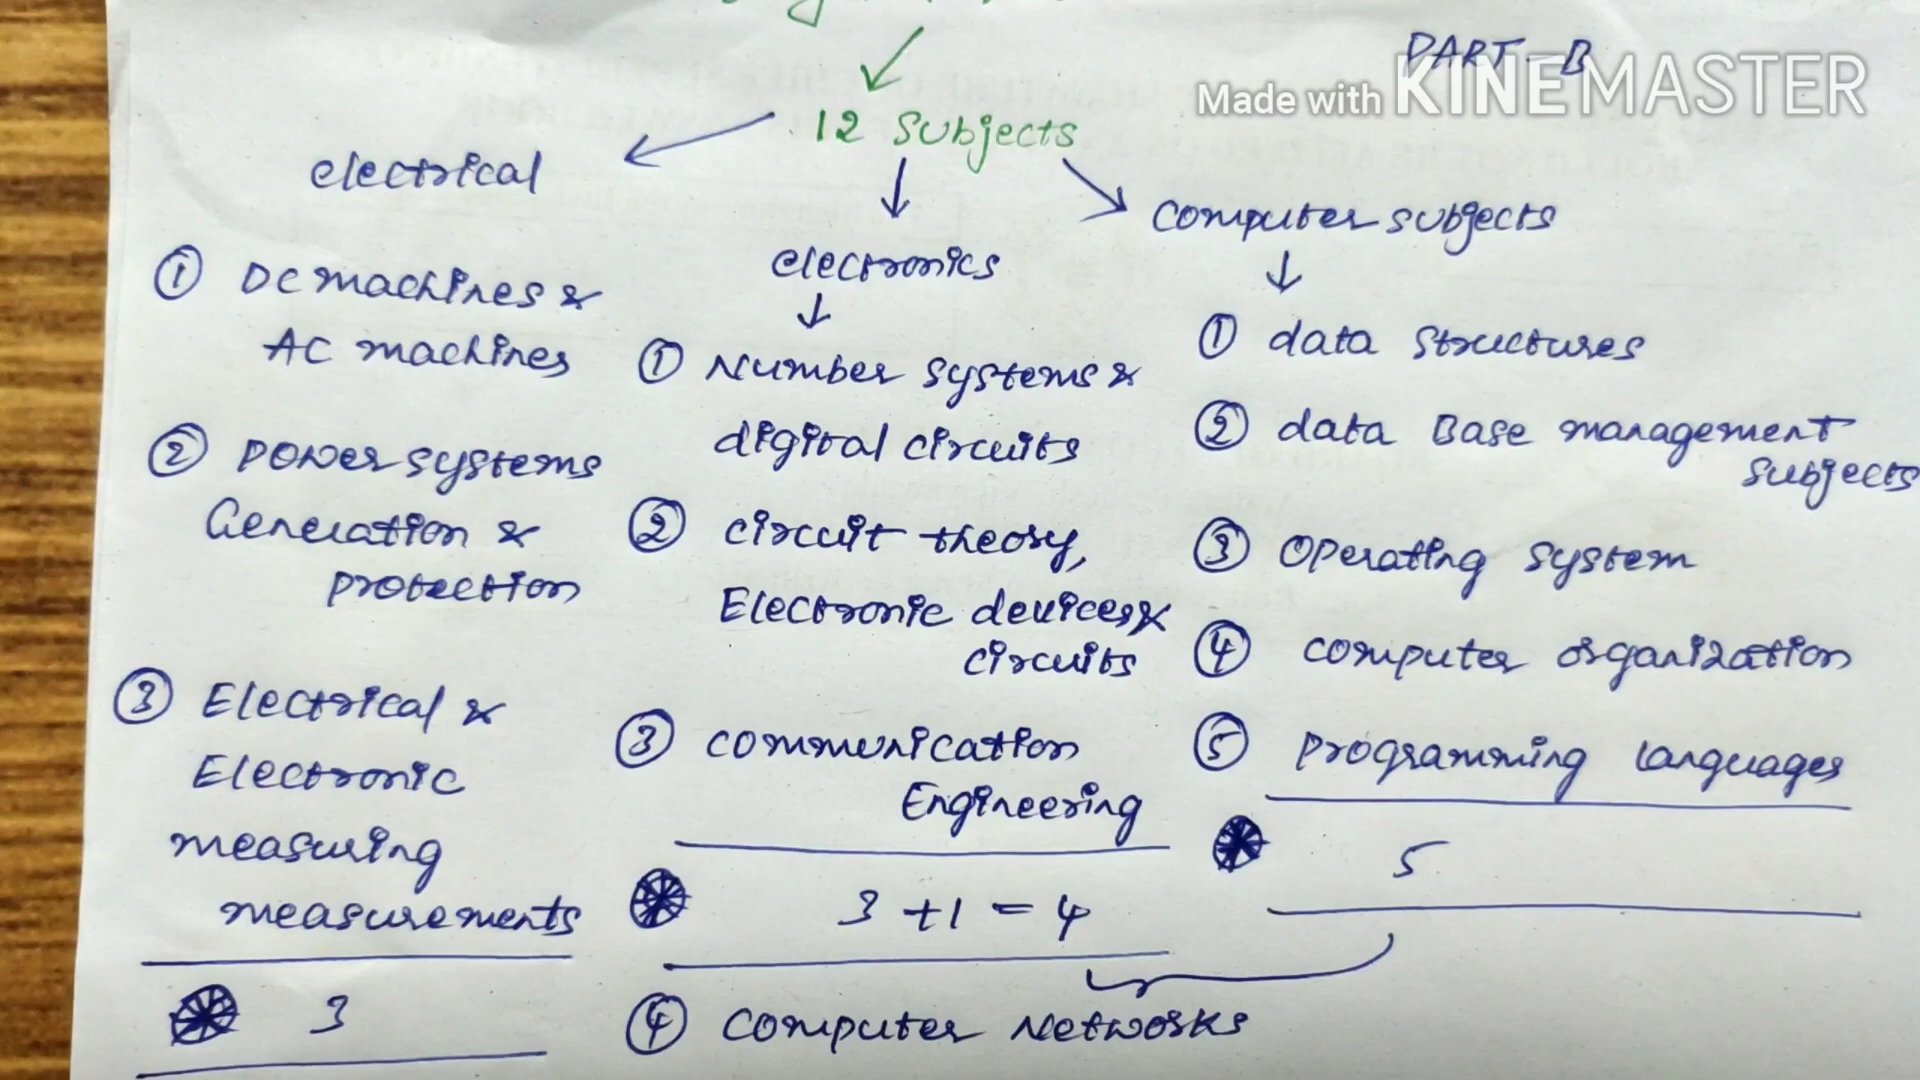 PART-B
Made with KINEMASTER
12 Subjects
electrical
① DC machines &
AC machines
② power systems
Generation &
protection
③ Electrical &
Electronic
measuring
measurements
3
electronics
① Number systems &
digital circuits
② circuit theory,
Electronic devices &
circuits
③ communication
Engineering
3 + 1 = 4
④ computer Networks
computer subjects
① data structures
② data Base management
subjects
③ operating system
④ computer organization
⑤ programming languages
5